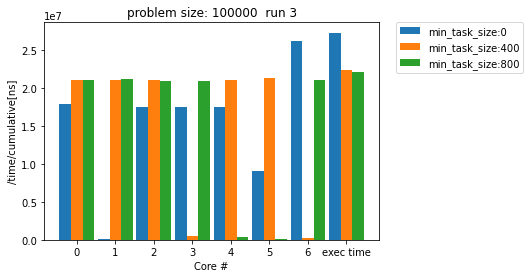 problem size: 100000  run 3
1e7
min_task_size:0
min_task_size:400
min_task_size:800
/time/cumulative[ns]
2.5
2.0
1.5
1.0
0.5
0.0
0 1 2 3 4 5 6 exec time
Core #